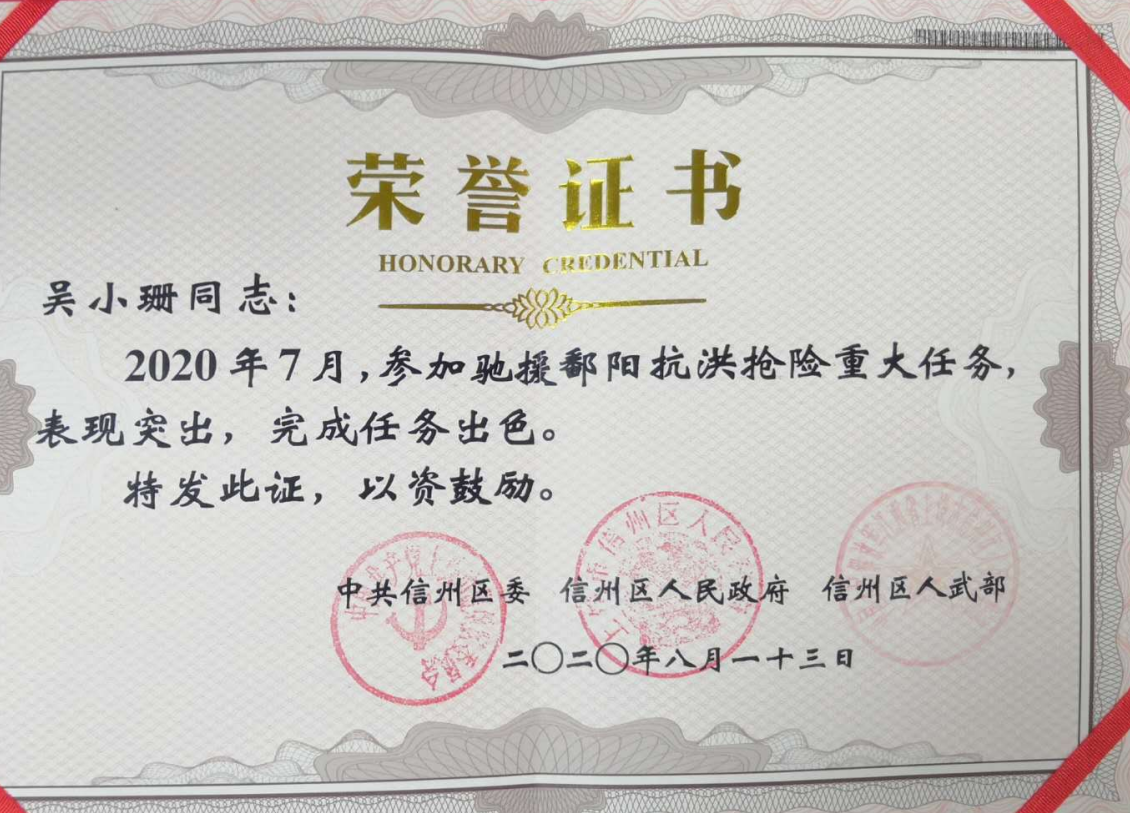 荣誉证书
HONORARY CREDENTIAL
吴小珊同志：
2020年7月，参加驰援鄱阳抗洪抢险重大任务，
表现突出，完成任务出色。
特发此证，以资鼓励。
中共信州区委 信州区人民政府 信州区人武部
二〇二〇年八月一十三日